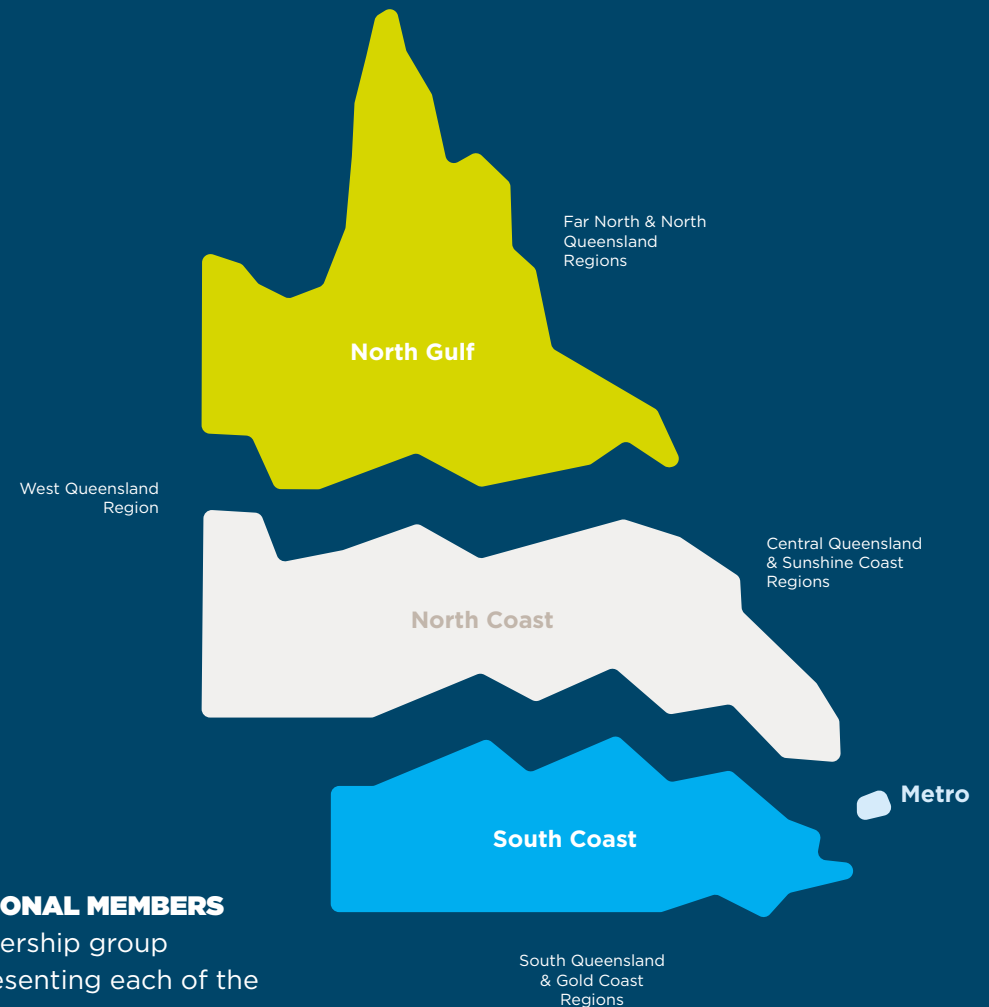 Far North & North
Queensland
Regions
North Gulf
West Queensland
Region
Central Queensland
& Sunshine Coast
Regions
North Coast
Metro
South Coast
ONAL MEMBERS
ership group
senting each of the
South Queensland
& Gold Coast
Regions